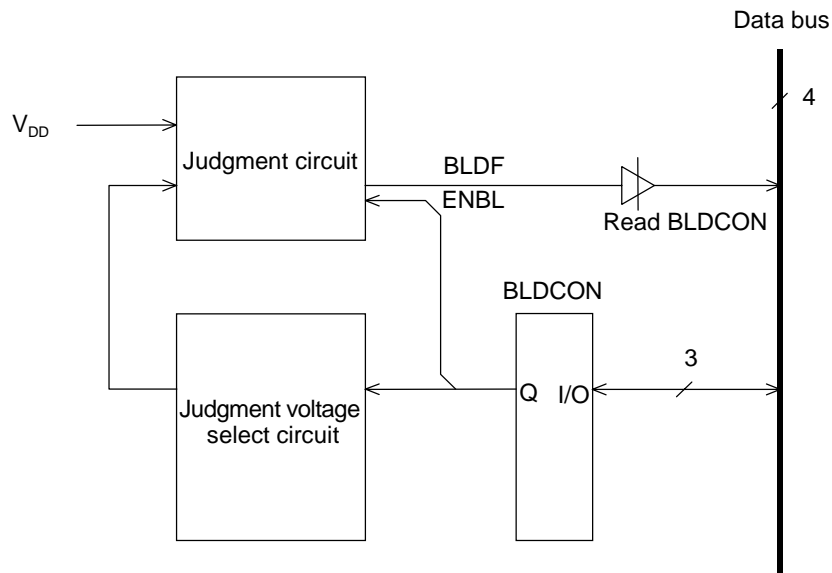 Data bus
4
V_DD
Judgment circuit
BLDF
ENBL
Read BLDCON
BLDCON
3
Q I/O
Judgment voltage
select circuit